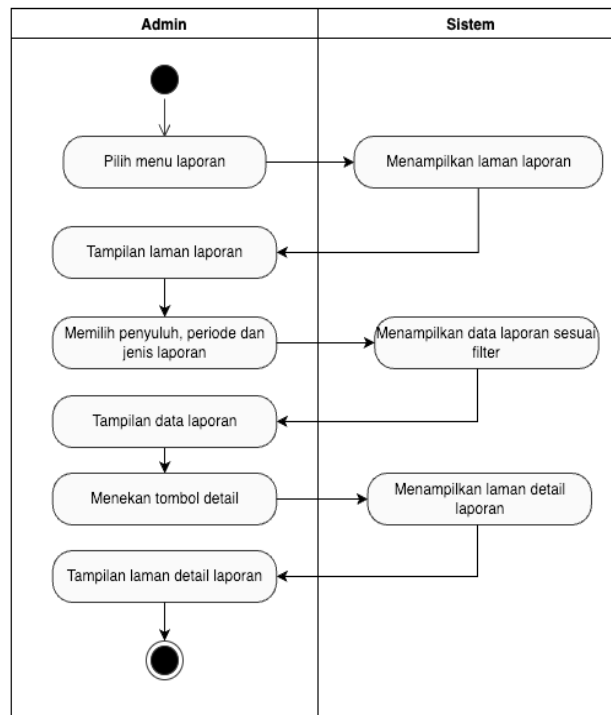 Admin
Sistem
Pilih menu laporan
Menampilkan laman laporan
Tampilan laman laporan
Memilih penyuluh, periode dan
jenis laporan
Menampilkan data laporan sesuai
filter
Tampilan data laporan
Menekan tombol detail
Menampilkan laman detail
laporan
Tampilan laman detail laporan